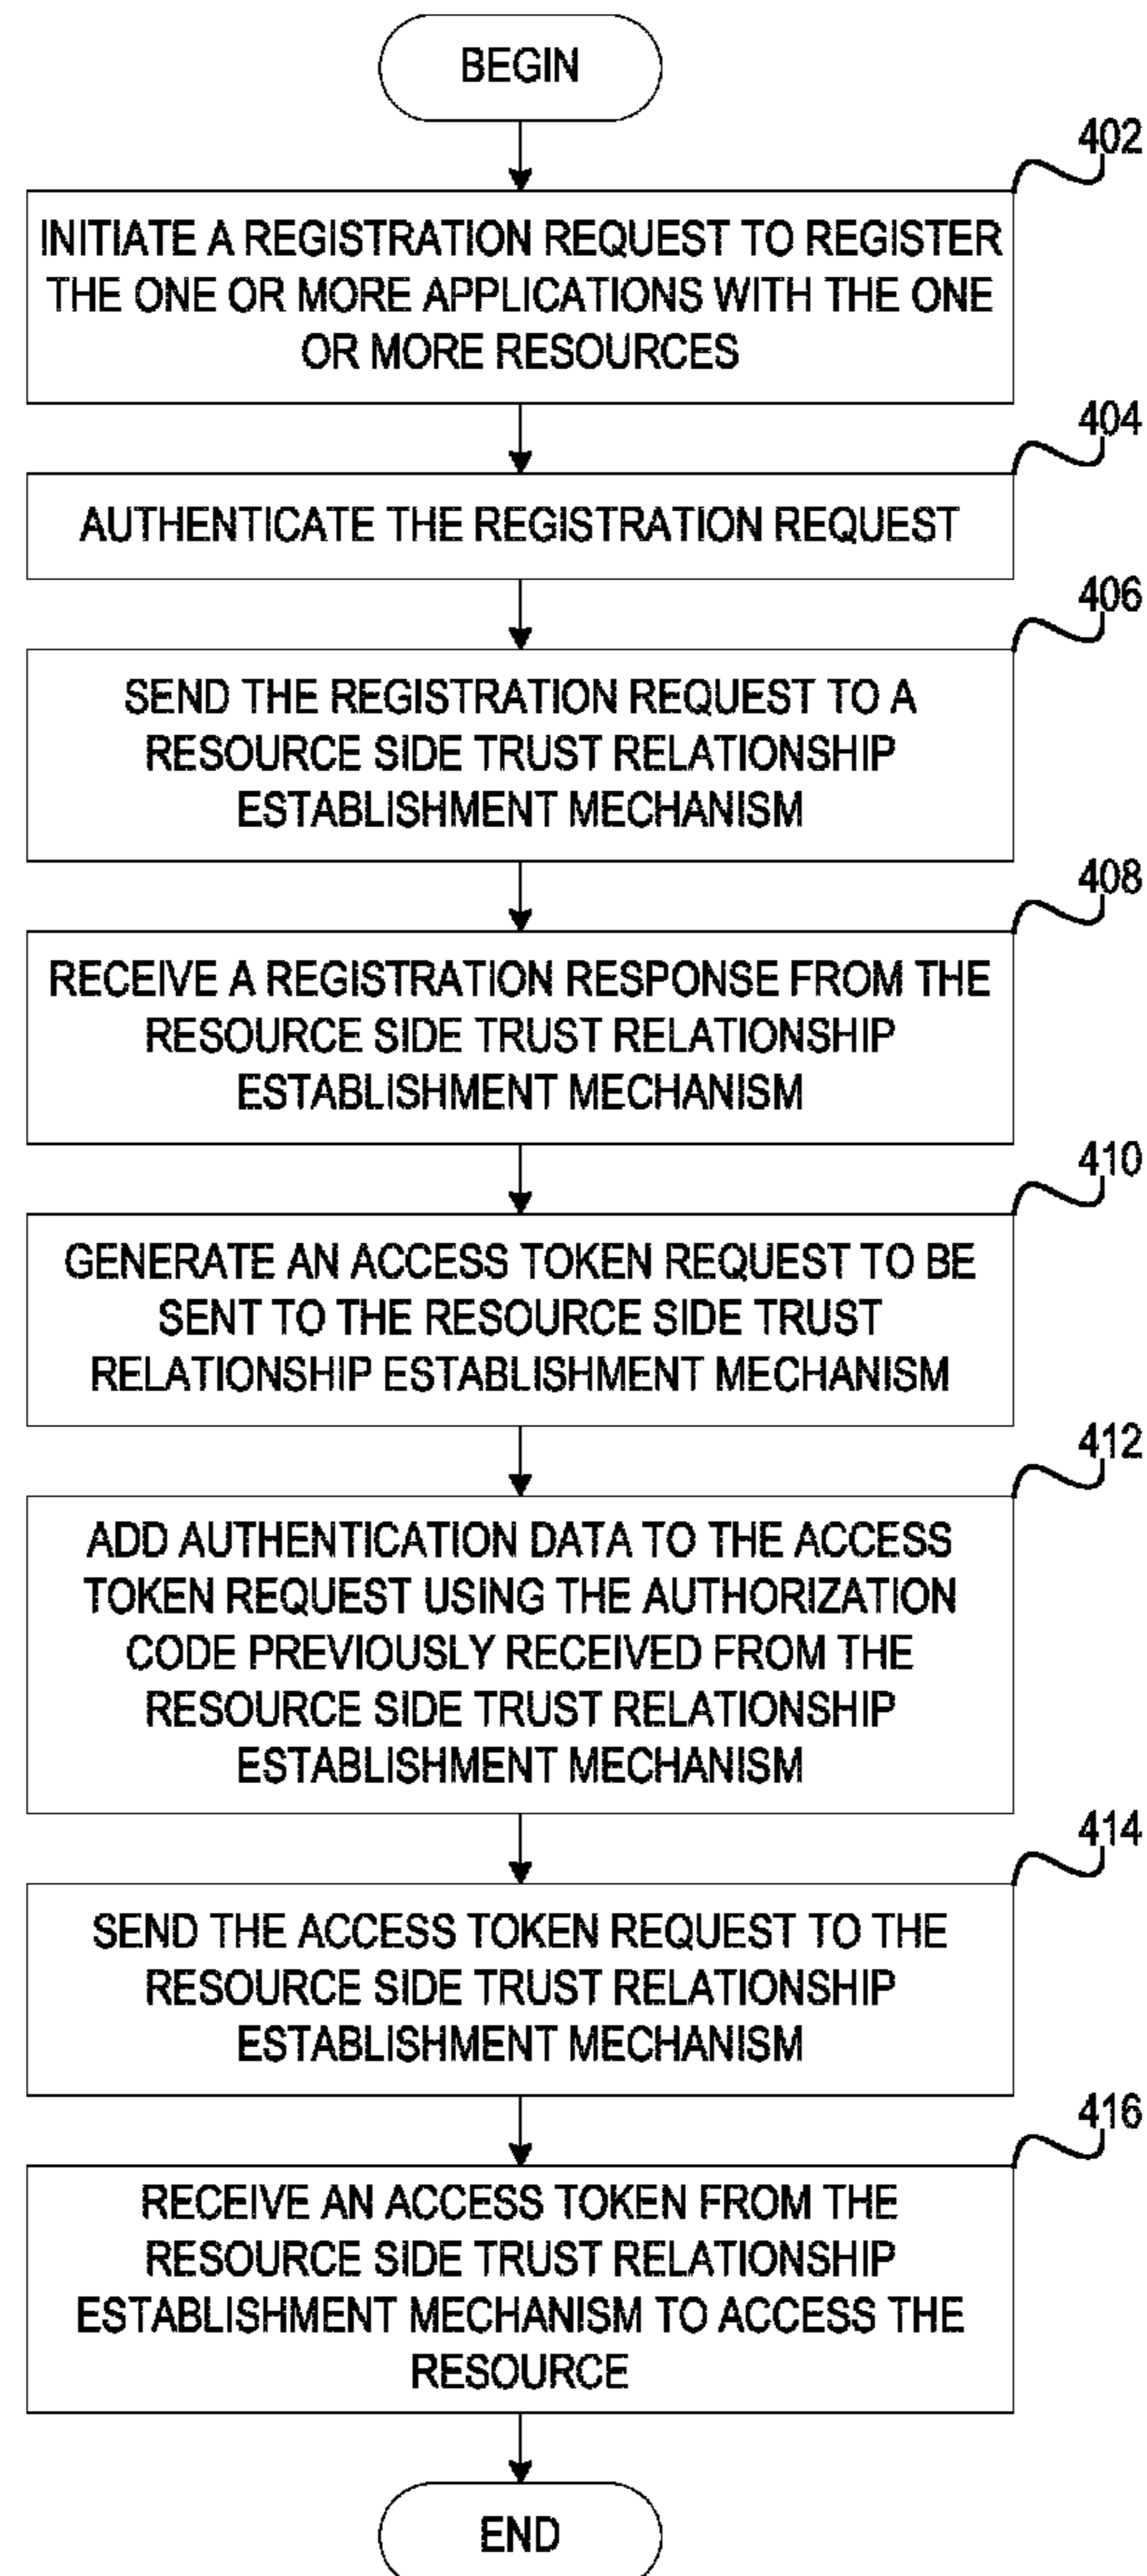 BEGIN
402
INITIATE A REGISTRATION REQUEST TO REGISTER
THE ONE OR MORE APPLICATIONS WITH THE ONE
OR MORE RESOURCES
404
AUTHENTICATE THE REGISTRATION REQUEST
406
SEND THE REGISTRATION REQUEST TO A
RESOURCE SIDE TRUST RELATIONSHIP
ESTABLISHMENT MECHANISM
408
RECEIVE A REGISTRATION RESPONSE FROM THE
RESOURCE SIDE TRUST RELATIONSHIP
ESTABLISHMENT MECHANISM
410
GENERATE AN ACCESS TOKEN REQUEST TO BE
SENT TO THE RESOURCE SIDE TRUST
RELATIONSHIP ESTABLISHMENT MECHANISM
412
ADD AUTHENTICATION DATA TO THE ACCESS
TOKEN REQUEST USING THE AUTHORIZATION
CODE PREVIOUSLY RECEIVED FROM THE
RESOURCE SIDE TRUST RELATIONSHIP
ESTABLISHMENT MECHANISM
414
SEND THE ACCESS TOKEN REQUEST TO THE
RESOURCE SIDE TRUST RELATIONSHIP
ESTABLISHMENT MECHANISM
416
RECEIVE AN ACCESS TOKEN FROM THE
RESOURCE SIDE TRUST RELATIONSHIP
ESTABLISHMENT MECHANISM TO ACCESS THE
RESOURCE
END